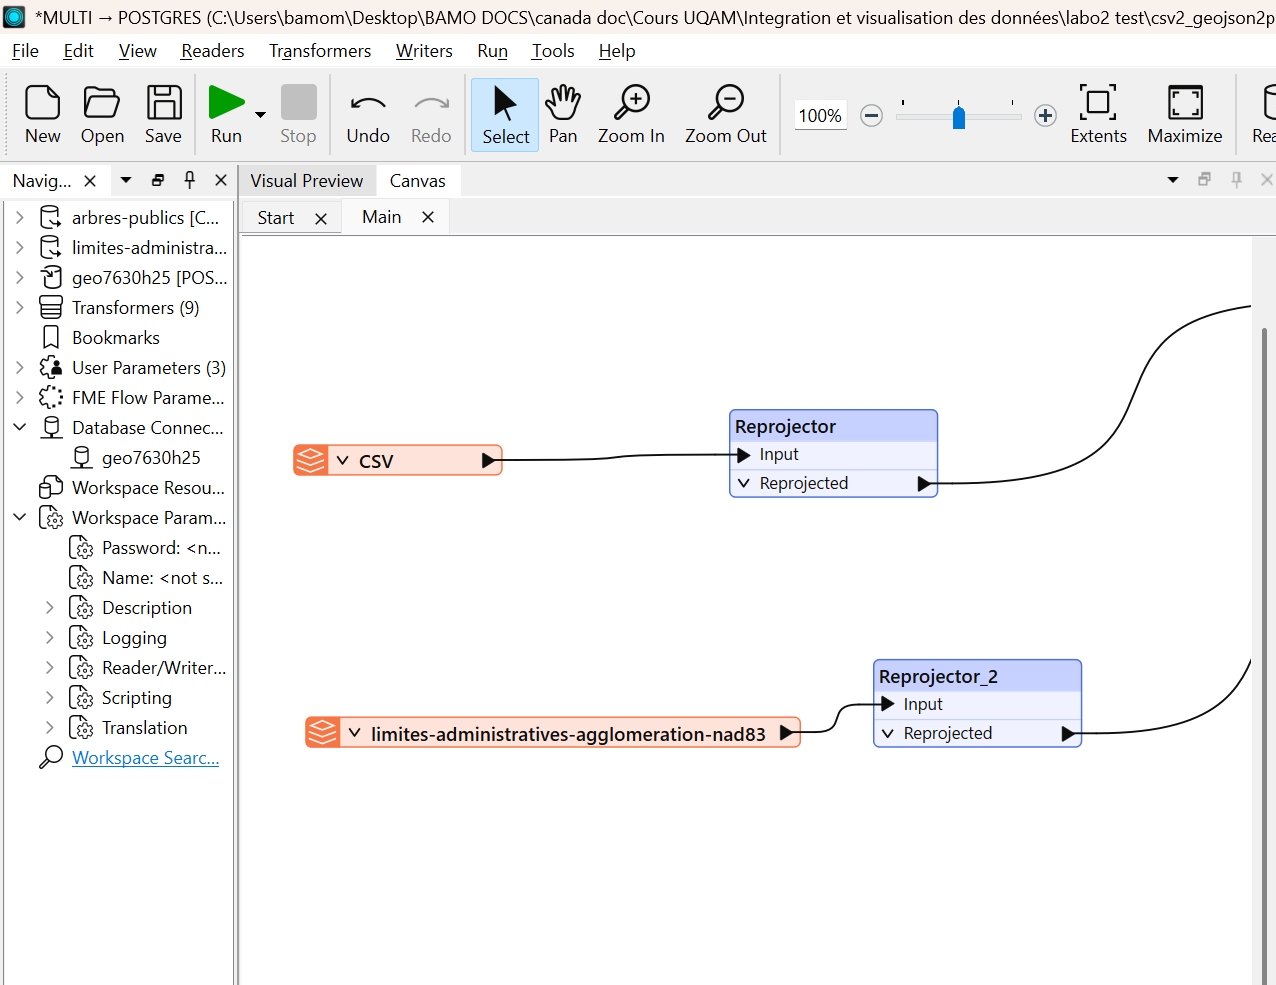 *MULTI → POSTGRES (C:\Users\bamom\Desktop\BAMO DOCS\canada doc\Cours UQAM\Integration et visualisation des données\labo2 test\csv2_geojson2p
File Edit View Readers Transformers Writers Run Tools Help
New Open Save Run Stop Undo Redo Select Pan Zoom In Zoom Out 100% Extents Maximize Rea
Navig... Visual Preview Canvas
Start Main
arbres-publics [C...
limites-administra...
geo7630h25 [POS...
Transformers (9)
Bookmarks
User Parameters (3)
FME Flow Parame...
Database Connec...
geo7630h25
Workspace Resou...
Workspace Param...
Password: <n...
Name: <not s...
Description
Logging
Reader/Writer...
Scripting
Translation
Workspace Searc...
Reprojector
Input
Reprojected
CSV
Reprojector_2
Input
Reprojected
limites-administratives-agglomeration-nad83